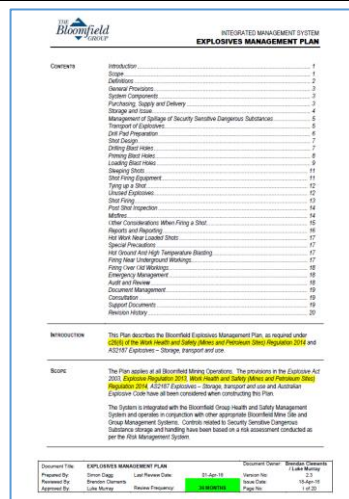 THE
Bloomfield
GROUP
INTEGRATED MANAGEMENT SYSTEM
EXPLOSIVES MANAGEMENT PLAN
CONTENTS
Introduction 1
Scope 1
Definitions 2
General Provisions 3
System Components 3
Purchasing, Supply and Delivery 3
Storage and Issue 4
Management of Spillage of Security Sensitive Dangerous Substances 5
Transport of Explosives 5
Drill Pad Preparation 6
Shot Design 7
Drilling Blast Holes 7
Priming Blast Holes 8
Loading Blast Holes 9
Sleeping Shots 11
Shot Firing Equipment 11
Tying up a Shot 12
Unused Explosives 12
Shot Firing 13
Post Shot Inspection 14
Misfires 14
Other Considerations When Firing a Shot 15
Reports and Reporting 16
Hot Work Near Loaded Shots 17
Special Precautions 17
Hot Ground And High Temperature Blasting 17
Firing Near Underground Workings 17
Firing Over Old Workings 18
Emergency Management 18
Audit and Review 18
Document Management 19
Consultation 19
Support Documents 19
Revision History 20
INTRODUCTION
This Plan describes the Bloomfield Explosives Management Plan, as required under
cl26(6) of the Work Health and Safety (Mines and Petroleum Sites) Regulation 2014 and
AS2187 Explosives – Storage, transport and use.
SCOPE
The Plan applies at all Bloomfield Mining Operations. The provisions in the Explosive Act
2003, Explosive Regulation 2013, Work Health and Safety (Mines and Petroleum Sites)
Regulation 2014, AS2187 Explosives – Storage, transport and use and Australian
Explosive Code have all been considered when constructing this Plan.
The System is integrated with the Bloomfield Group Health and Safety Management
System and operates in conjunction with other appropriate Bloomfield Mine Site and
Group Management Systems. Controls related to Security Sensitive Dangerous
Substance storage and handling have been based on a risk assessment conducted as
per the Risk Management System.
Document Title: EXPLOSIVES MANAGEMENT PLAN Document Owner: Brendan Clements / Luke Murray
Prepared By: Simon Dagg Last Review Date: 01-Apr-16 Version No: 2.3
Reviewed By: Brendan Clements Issue Date: 18-Apr-16
Approved By: Luke Murray Review Frequency: 24 MONTHS Page No: 1 of 20